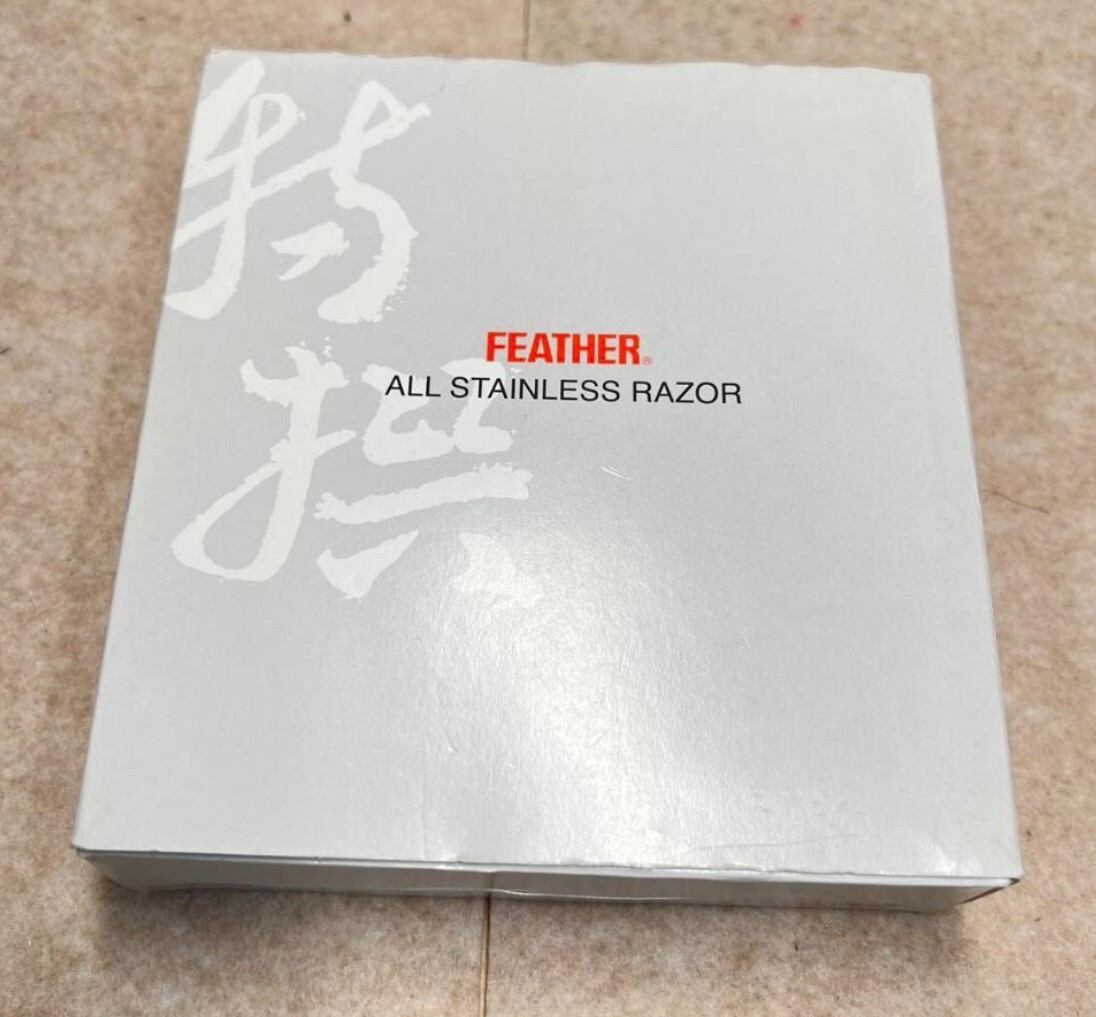 特
撰
FEATHER®
ALL STAINLESS RAZOR